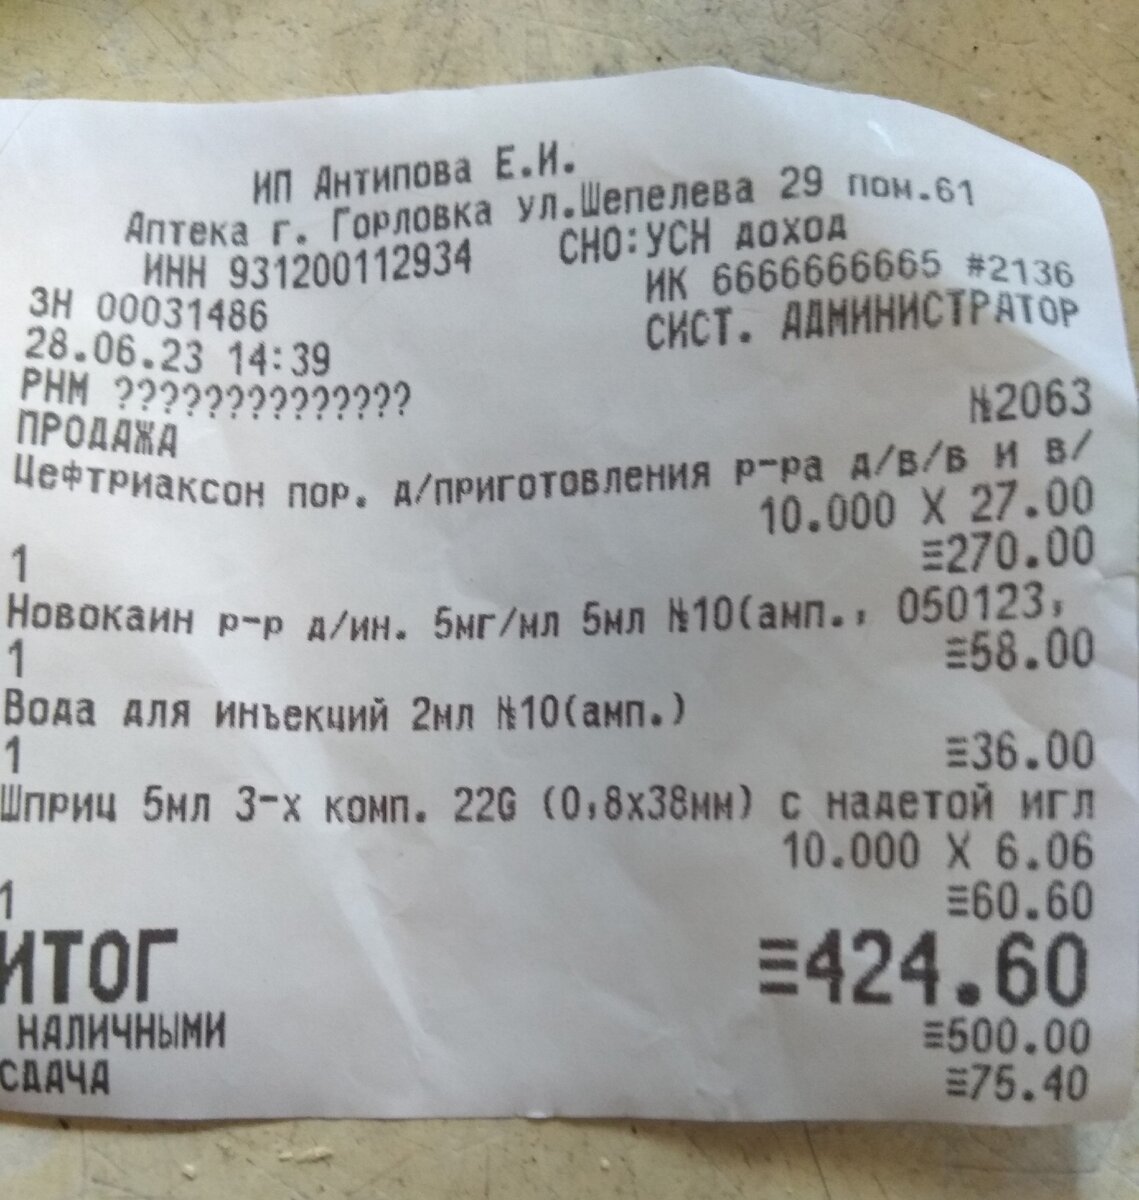 ИП Антипова Е.И.
Аптека г. Горловка ул.Шепелева 29 пом.61
ИНН 931200112934 СНО:УСН доход
ЗН 00031486 ИК 6666666665 #2136
28.06.23 14:39 СИСТ. АДМИНИСТРАТОР
РНМ ??????????????
ПРОДАЖА №2063
Цефтриаксон пор. д/приготовления р-ра д/в/в и в/
10.000 X 27.00
1 ≡270.00
Новокаин р-р д/ин. 5мг/мл 5мл №10(амп., 050123,
1 ≡58.00
Вода для инъекций 2мл №10(амп.)
1 ≡36.00
Шприц 5мл 3-х комп. 22G (0,8х38мм) с надетой игл
10.000 X 6.06
1 ≡60.60
ИТОГ ≡424.60
НАЛИЧНЫМИ ≡500.00
СДАЧА ≡75.40